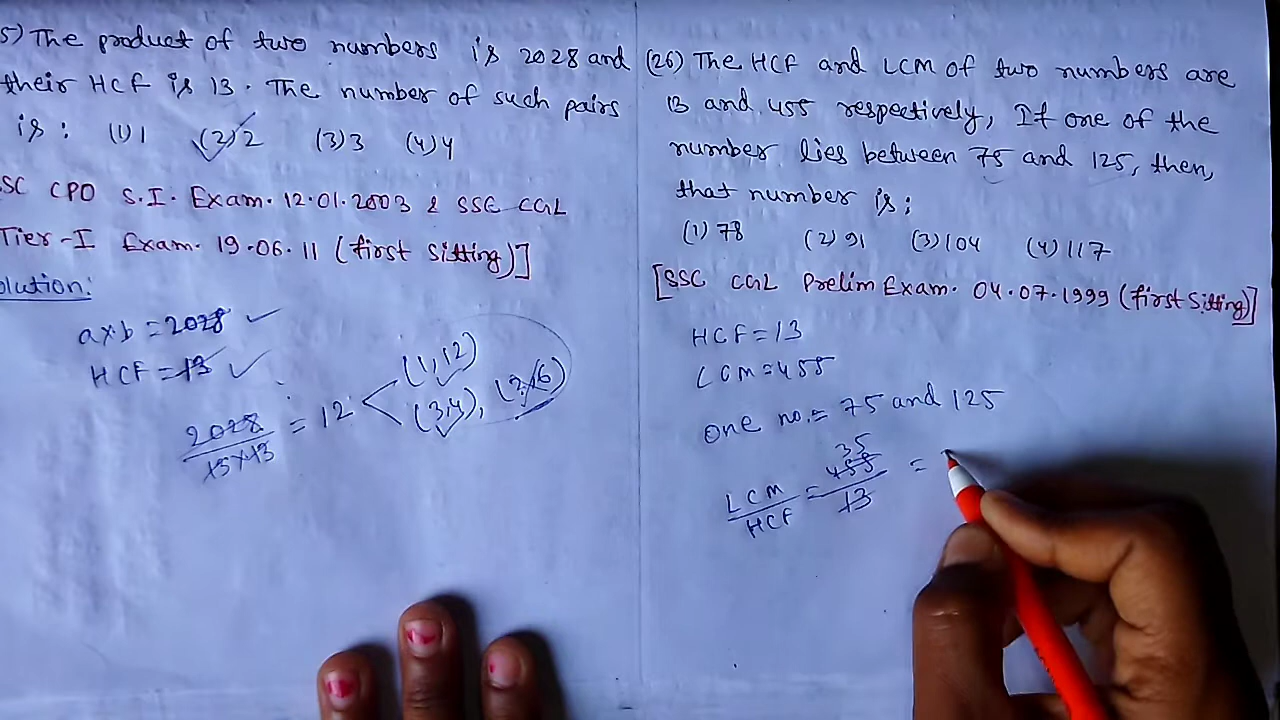 5) The product of two numbers is 2028 and
their HCF is 13. The number of such pairs
is: (1) 1 (2) 2 (3) 3 (4) 4
SC CPO S.I. Exam. 12.01.2003 & SSC CGL
Tier-I Exam. 19.06.11 (first sitting)]
olution:
a×b = 2028
HCF = 13
2028
13×13
= 12
(1,12)
(3,4), (2,6)
(26) The HCF and LCM of two numbers are
13 and 455 respectively, If one of the
number lies between 75 and 125, then,
that number is:
(1) 78 (2) 91 (3) 104 (4) 117
[SSC CGL Prelim Exam. 04.07.1999 (first sitting)]
HCF = 13
LCM = 455
One no. = 75 and 125
35
LCM = 455 =
HCF 13